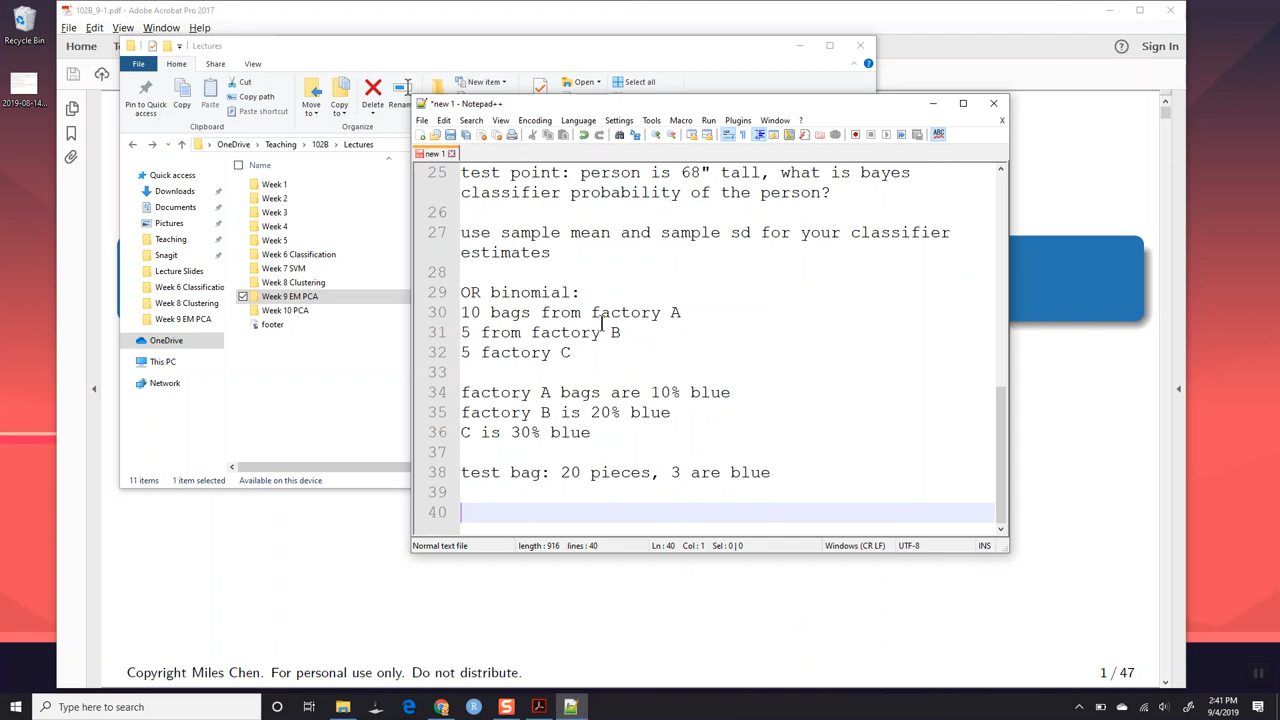 Recycle Bin
2019-08-14...
102B_9-1.pdf - Adobe Acrobat Pro 2017
File Edit View Window Help
Home
Sign In
Lectures
File Home Share View
Pin to Quick access
Copy
Paste
Cut
Copy path
Paste shortcut
Clipboard
Move to
Copy to
Delete
Renam
Organize
New item
Open
Select all
OneDrive > Teaching > 102B > Lectures
Name
Quick access
Downloads
Documents
Pictures
Teaching
Snagit
Lecture Slides
Week 6 Classificati
Week 8 Clustering
Week 9 EM PCA
OneDrive
This PC
Network
Week 1
Week 2
Week 3
Week 4
Week 5
Week 6 Classification
Week 7 SVM
Week 8 Clustering
Week 9 EM PCA
Week 10 PCA
footer
11 items 1 item selected Available on this device
*new 1 - Notepad++
File Edit Search View Encoding Language Settings Tools Macro Run Plugins Window ? X
new 1
25 test point: person is 68" tall, what is bayes
classifier probability of the person?
26
27 use sample mean and sample sd for your classifier
estimates
28
29 OR binomial:
30 10 bags from factory A
31 5 from factory B
32 5 factory C
33
34 factory A bags are 10% blue
35 factory B is 20% blue
36 C is 30% blue
37
38 test bag: 20 pieces, 3 are blue
39
40
Normal text file length : 916 lines : 40 Ln : 40 Col : 1 Sel : 0 | 0 Windows (CR LF) UTF-8 INS
Copyright Miles Chen. For personal use only. Do not distribute. 1 / 47
Type here to search
2:41 PM
9/4/2019